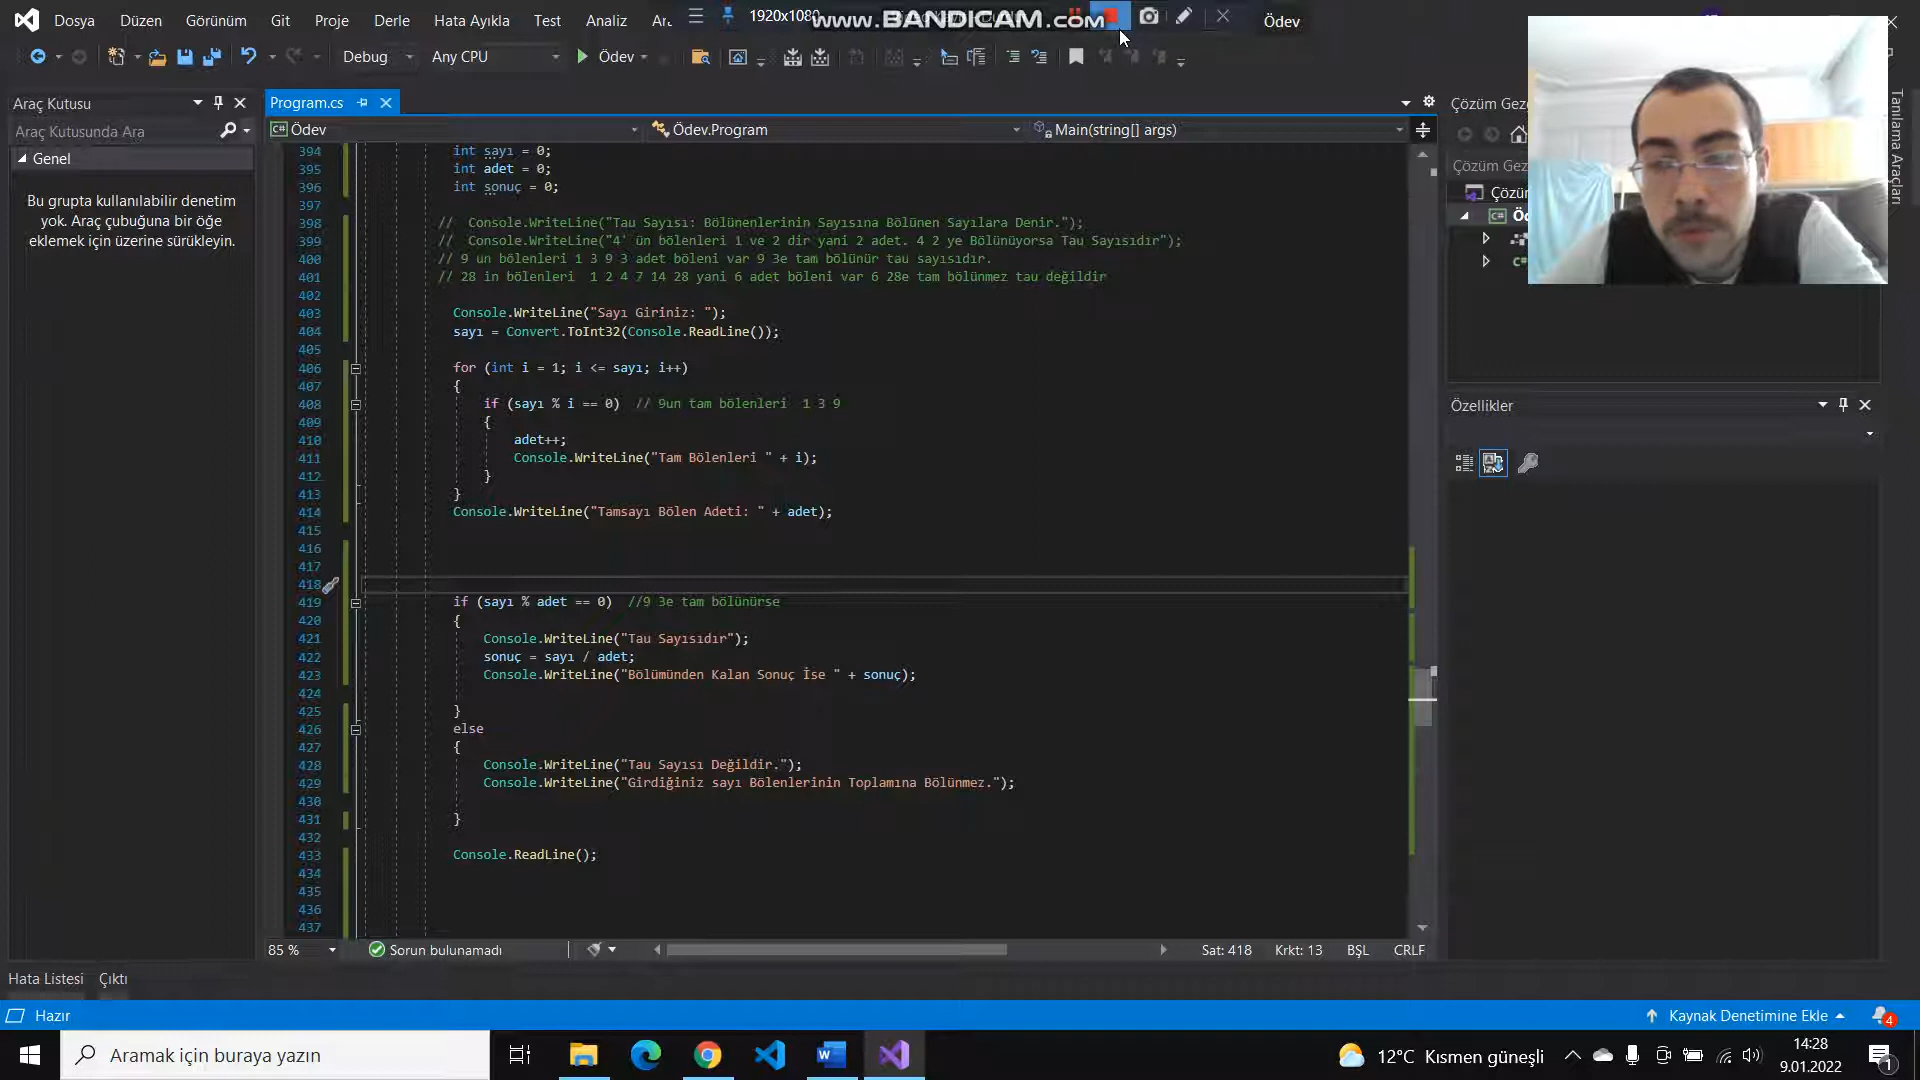 Dosya Düzen Görünüm Git Proje Derle Hata Ayıkla Test Analiz 1920x1080 www.BANDICAM.com Ödev
Debug Any CPU Ödev
Araç Kutusu
Araç Kutusunda Ara
Genel
Bu grupta kullanılabilir denetim
yok. Araç çubuğuna bir öğe
eklemek için üzerine sürükleyin.
Program.cs
Ödev Ödev.Program Main(string[] args)
394 int sayı = 0;
395 int adet = 0;
396 int sonuç = 0;
397
398 // Console.WriteLine("Tau Sayısı: Bölünenlerinin Sayısına Bölünen Sayılara Denir.");
399 // Console.WriteLine("4' ün bölenleri 1 ve 2 dir yani 2 adet. 4 2 ye Bölünüyorsa Tau Sayısıdır");
400 // 9 un bölenleri 1 3 9 3 adet böleni var 9 3e tam bölünür tau sayısıdır.
401 // 28 in bölenleri 1 2 4 7 14 28 yani 6 adet böleni var 6 28e tam bölünmez tau değildir
402
403 Console.WriteLine("Sayı Giriniz: ");
404 sayı = Convert.ToInt32(Console.ReadLine());
405
406 for (int i = 1; i <= sayı; i++)
407 {
408 if (sayı % i == 0) // 9un tam bölenleri 1 3 9
409 {
410 adet++;
411 Console.WriteLine("Tam Bölenleri " + i);
412 }
413 }
414 Console.WriteLine("Tamsayı Bölen Adeti: " + adet);
415
416
417
418
419 if (sayı % adet == 0) //9 3e tam bölünürse
420 {
421 Console.WriteLine("Tau Sayısıdır");
422 sonuç = sayı / adet;
423 Console.WriteLine("Bölümünden Kalan Sonuç İse " + sonuç);
424
425 }
426 else
427 {
428 Console.WriteLine("Tau Sayısı Değildir.");
429 Console.WriteLine("Girdiğiniz sayı Bölenlerinin Toplamına Bölünmez.");
430
431 }
432
433 Console.ReadLine();
434
435
436
437
85 % Sorun bulunamadı Sat: 418 Krkt: 13 BŞL CRLF
Çözüm Gez
Çözüm Gez
Çözü
Öd
C#
Tanılama Araçları
Özellikler
Hata Listesi Çıktı
Hazır Kaynak Denetimine Ekle 4
Aramak için buraya yazın 12°C Kısmen güneşli 14:28
9.01.2022 1